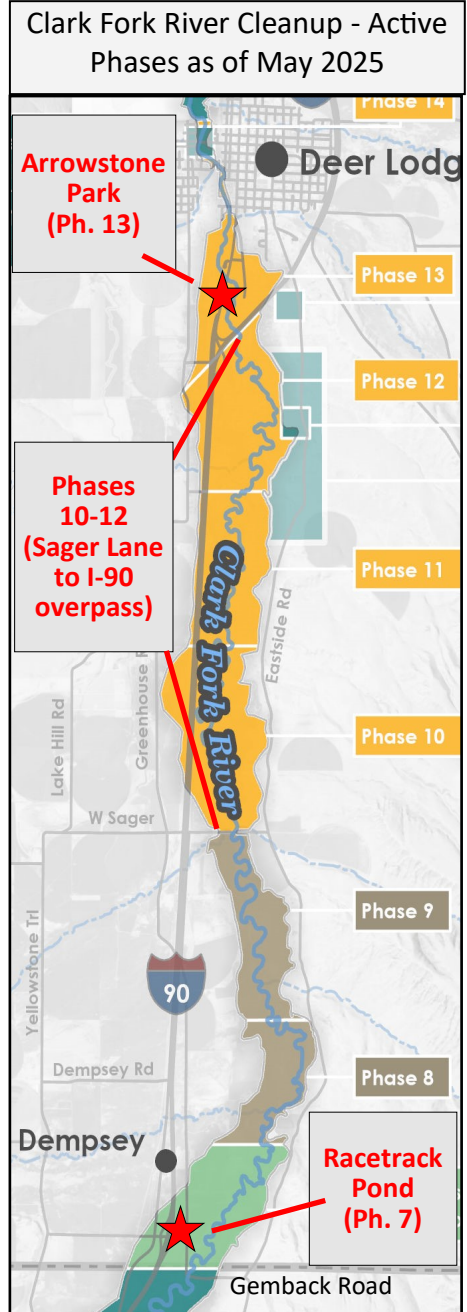 Clark Fork River Cleanup - Active
Phases as of May 2025
Phase 14
Deer Lodg
Arrowstone
Park
(Ph. 13)
Phase 13
Phase 12
Phases
10-12
(Sager Lane
to I-90
overpass)
Clark Fork River
Phase 11
Eastside Rd
Greenhouse R
Lake Hill Rd
Phase 10
W Sager
Phase 9
Yellowstone Trl
90
Dempsey Rd
Phase 8
Dempsey
Racetrack
Pond
(Ph. 7)
Gemback Road